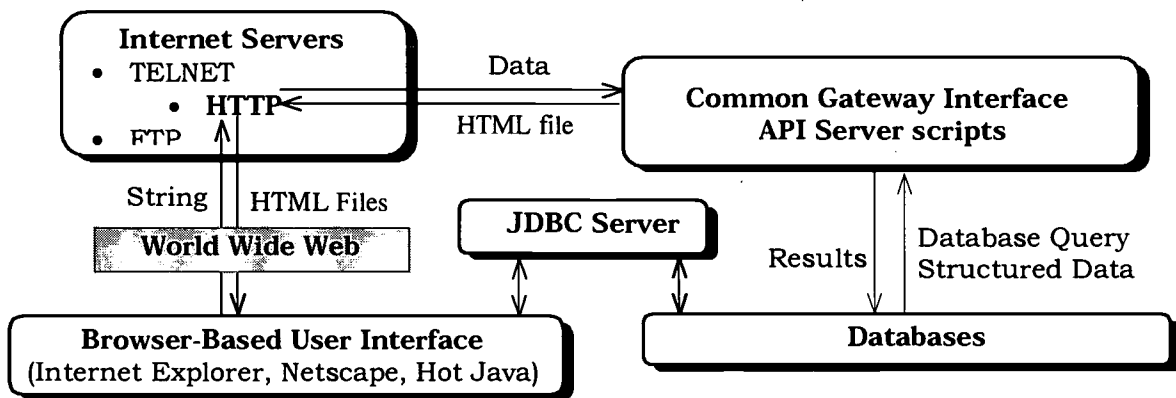 Internet Servers
• TELNET
• HTTP
• FTP
Data
HTML file
Common Gateway Interface
API Server scripts
String
HTML Files
World Wide Web
JDBC Server
Results
Database Query
Structured Data
Browser-Based User Interface
(Internet Explorer, Netscape, Hot Java)
Databases